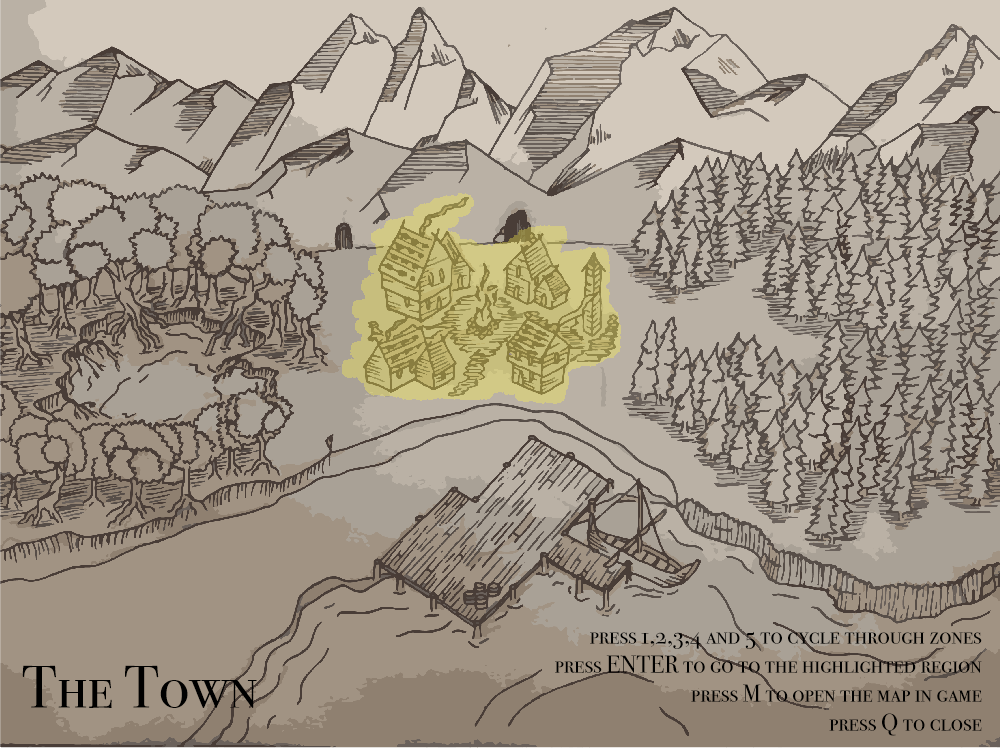 PRESS 1,2,3,4 AND 5 TO CYCLE THROUGH ZONES
PRESS ENTER TO GO TO THE HIGHLIGHTED REGION
PRESS M TO OPEN THE MAP IN GAME
PRESS Q TO CLOSE
THE TOWN